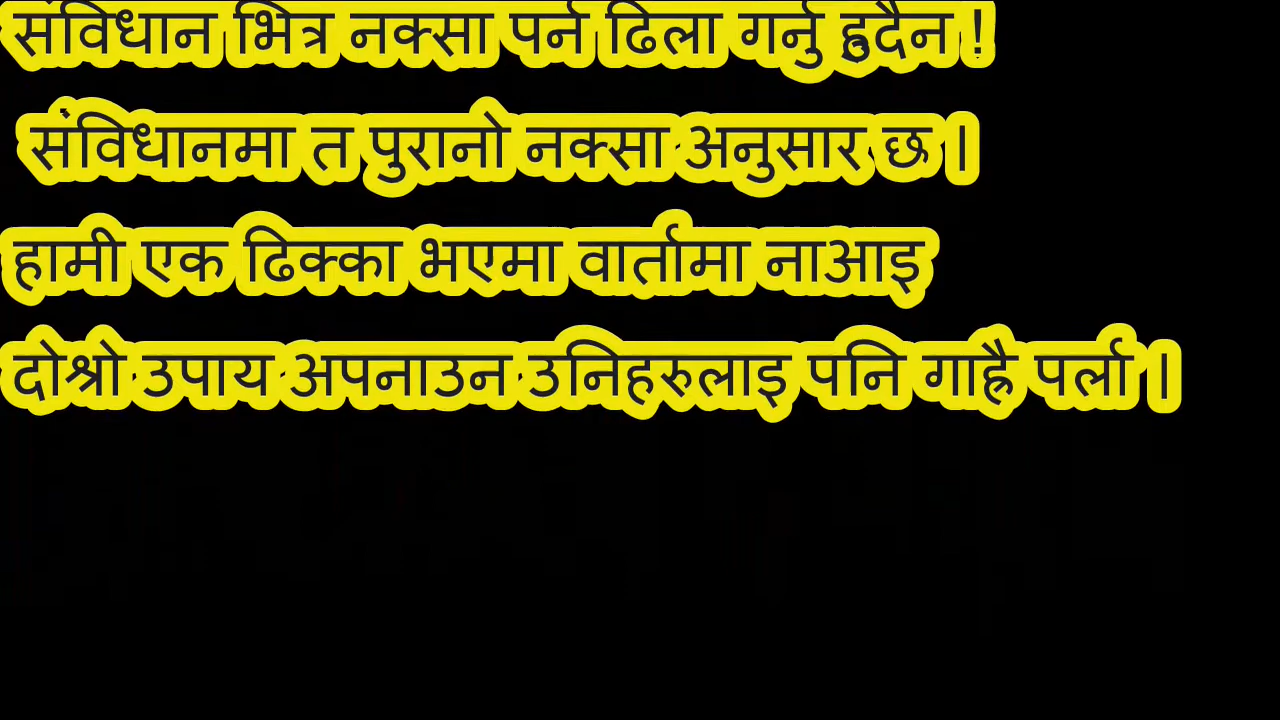 संविधान भित्र नक्सा पर्न ढिला गर्नु हुदैन !
संविधानमा त पुरानो नक्सा अनुसार छ ।
हामी एक ढिक्का भएमा वार्तामा नाआइ
दोश्रो उपाय अपनाउन उनिहरुलाइ पनि गाह्रै पर्ला ।